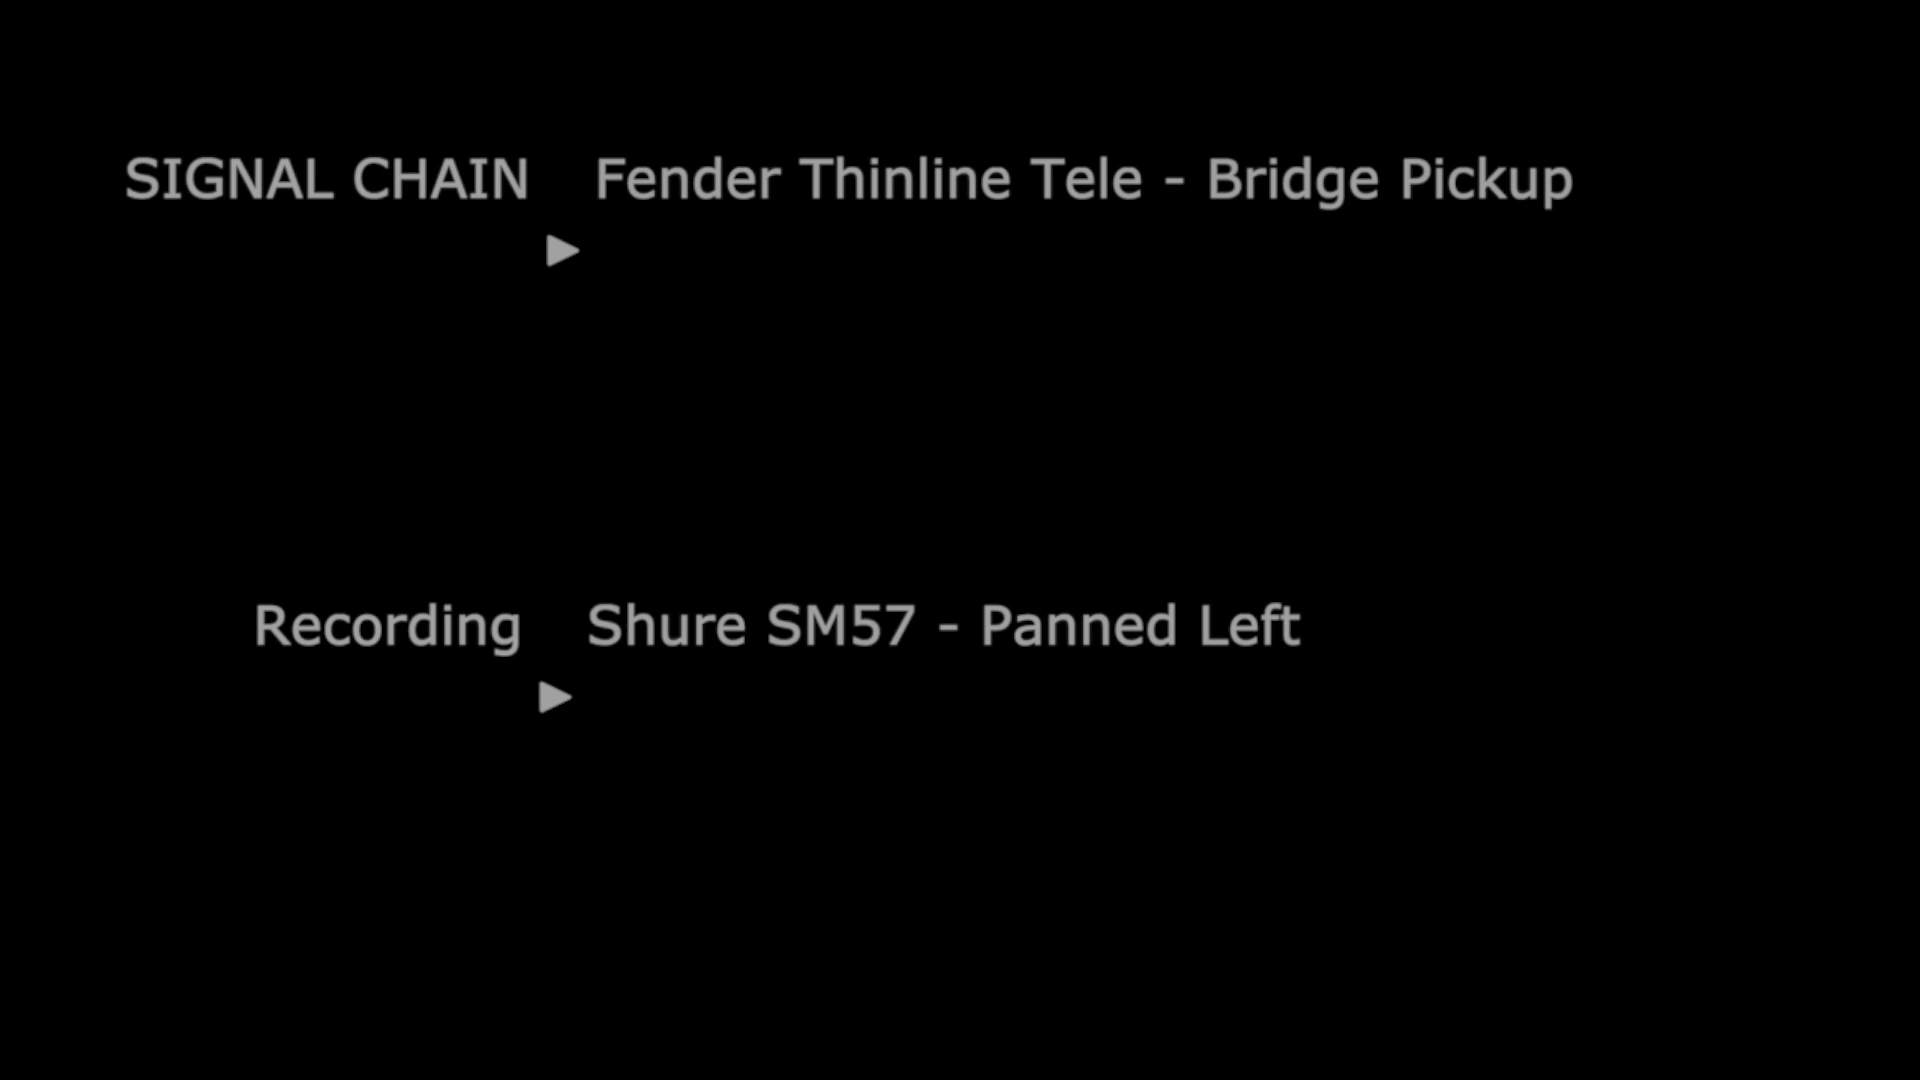 SIGNAL CHAIN Fender Thinline Tele - Bridge Pickup
▶
Recording Shure SM57 - Panned Left
▶